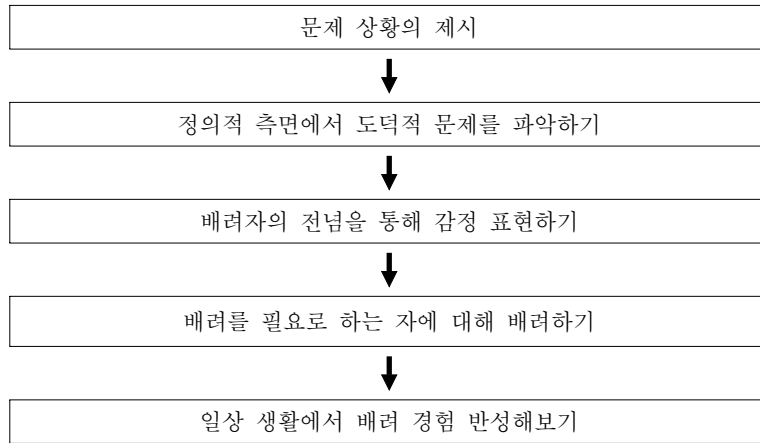 문제 상황의 제시
정의적 측면에서 도덕적 문제를 파악하기
배려자의 전념을 통해 감정 표현하기
배려를 필요로 하는 자에 대해 배려하기
일상 생활에서 배려 경험 반성해보기